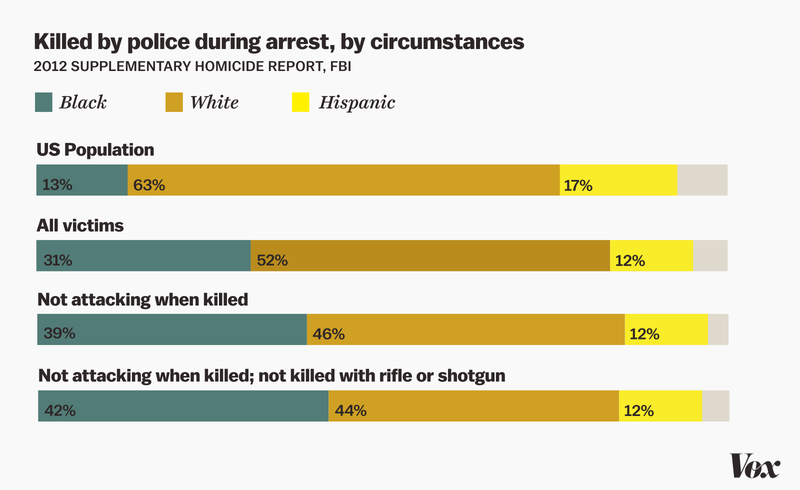 Killed by police during arrest, by circumstances
2012 SUPPLEMENTARY HOMICIDE REPORT, FBI
Black White Hispanic
US Population
13% 63% 17%
All victims
31% 52% 12%
Not attacking when killed
39% 46% 12%
Not attacking when killed; not killed with rifle or shotgun
42% 44% 12%
Vox